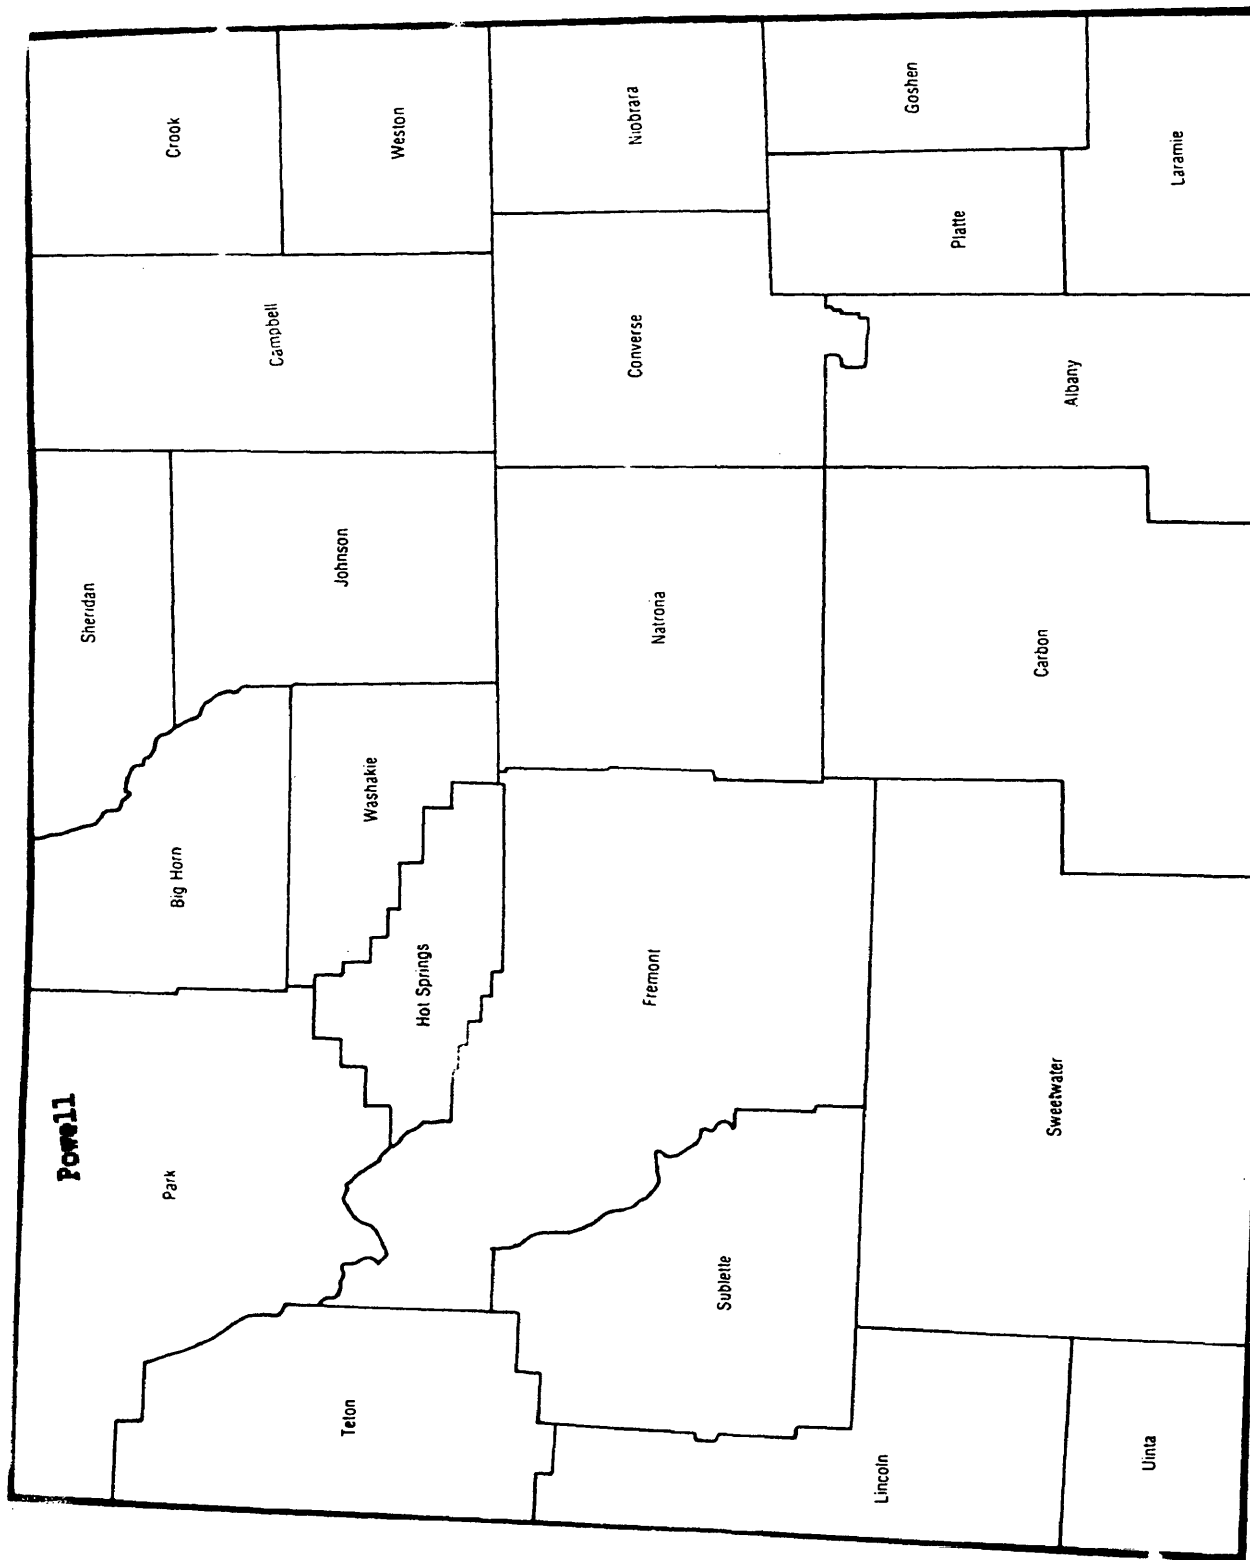 Powell
Park
Big Horn
Sheridan
Campbell
Crook
Weston
Johnson
Washakie
Hot Springs
Teton
Fremont
Natrona
Converse
Niobrara
Sublette
Lincoln
Goshen
Platte
Albany
Laramie
Carbon
Sweetwater
Uinta